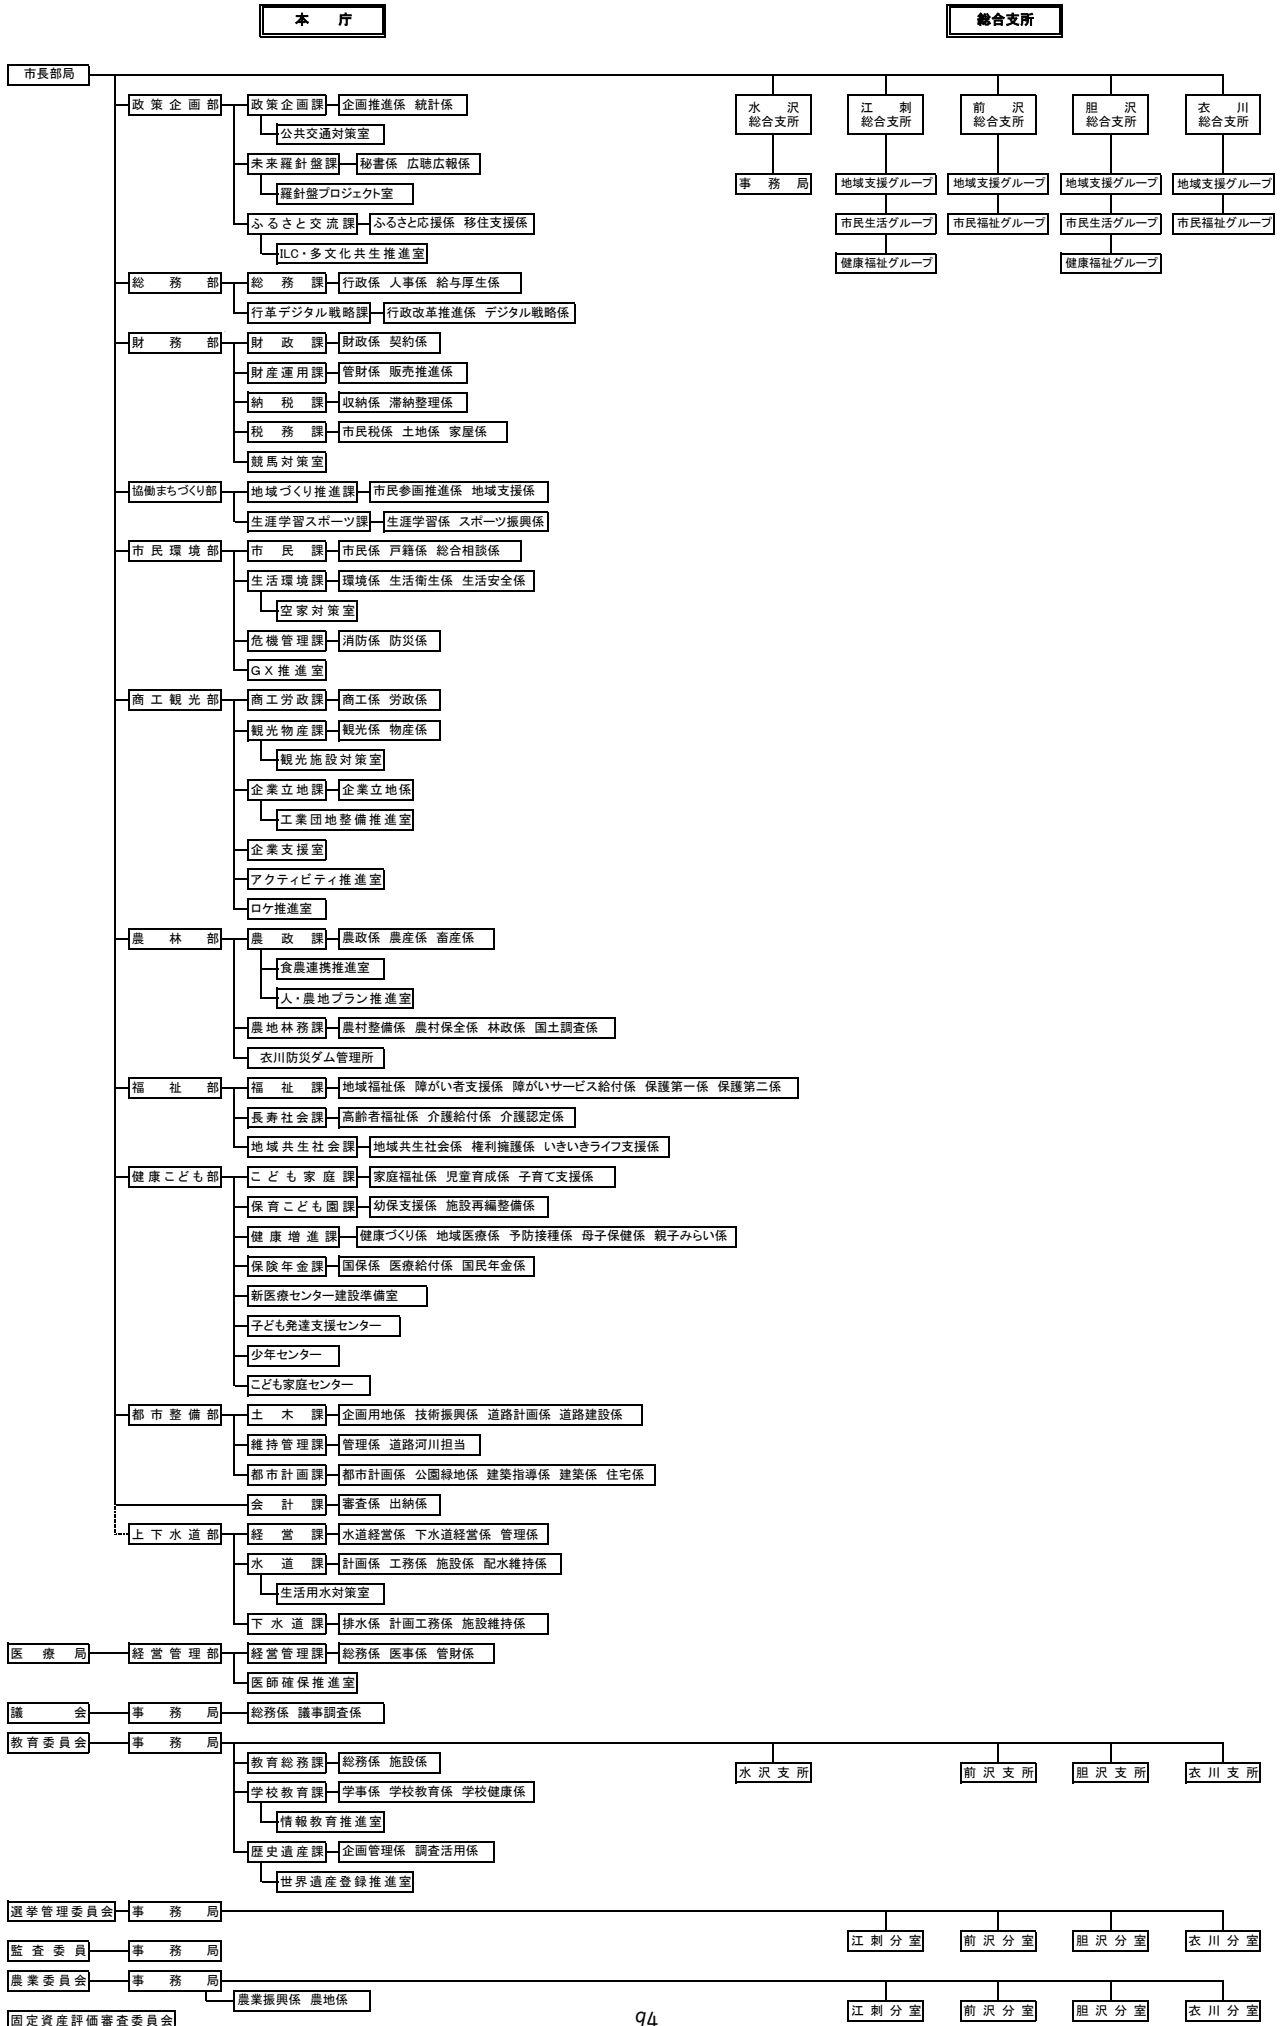 本　庁　総合支所
市長部局
政策企画部　政策企画課　企画推進係 統計係　水沢　江刺　前沢　胆沢　衣川
総合支所　総合支所　総合支所　総合支所　総合支所
公共交通対策室
未来羅針盤課　秘書係 広聴広報係
事務局　地域支援グループ　地域支援グループ　地域支援グループ　地域支援グループ
羅針盤プロジェクト室
ふるさと交流課　ふるさと応援係 移住支援係　市民生活グループ　市民福祉グループ　市民生活グループ　市民福祉グループ
ILC・多文化共生推進室　健康福祉グループ　健康福祉グループ
総務部　総務課　行政係 人事係 給与厚生係
行革デジタル戦略課　行政改革推進係 デジタル戦略係
財務部　財政課　財政係 契約係
財産運用課　管財係 販売推進係
納税課　収納係 滞納整理係
税務課　市民税係 土地係 家屋係
競馬対策室
協働まちづくり部　地域づくり推進課　市民参画推進係 地域支援係
生涯学習スポーツ課　生涯学習係 スポーツ振興係
市民環境部　市民課　市民係 戸籍係 総合相談係
生活環境課　環境係 生活衛生係 生活安全係
空家対策室
危機管理課　消防係 防災係
GX推進室
商工観光部　商工労政課　商工係 労政係
観光物産課　観光係 物産係
観光施設対策室
企業立地課　企業立地係
工業団地整備推進室
企業支援室
アクティビティ推進室
ロケ推進室
農林部　農政課　農政係 農産係 畜産係
食農連携推進室
人・農地プラン推進室
農地林務課　農村整備係 農村保全係 林政係 国土調査係
衣川防災ダム管理所
福祉部　福祉課　地域福祉係 障がい者支援係 障がいサービス給付係 保護第一係 保護第二係
長寿社会課　高齢者福祉係 介護給付係 介護認定係
地域共生社会課　地域共生社会係 権利擁護係 いきいきライフ支援係
健康こども部　こども家庭課　家庭福祉係 児童育成係 子育て支援係
保育こども園課　幼保支援係 施設再編整備係
健康増進課　健康づくり係 地域医療係 予防接種係 母子保健係 親子みらい係
保険年金課　国保係 医療給付係 国民年金係
新医療センター建設準備室
子ども発達支援センター
少年センター
こども家庭センター
都市整備部　土木課　企画用地係 技術振興係 道路計画係 道路建設係
維持管理課　管理係 道路河川担当
都市計画課　都市計画係 公園緑地係 建築指導係 建築係 住宅係
会計課　審査係 出納係
上下水道部　経営課　水道経営係 下水道経営係 管理係
水道課　計画係 工務係 施設係 配水維持係
生活用水対策室
下水道課　排水係 計画工務係 施設維持係
医療局　経営管理部　経営管理課　総務係 医事係 管財係
医師確保推進室
議会　事務局　総務係 議事調査係
教育委員会　事務局
教育総務課　総務係 施設係　水沢支所　前沢支所　胆沢支所　衣川支所
学校教育課　学事係 学校教育係 学校健康係
情報教育推進室
歴史遺産課　企画管理係 調査活用係
世界遺産登録推進室
選挙管理委員会　事務局
江刺分室　前沢分室　胆沢分室　衣川分室
監査委員　事務局
農業委員会　事務局
農業振興係 農地係
江刺分室　前沢分室　胆沢分室　衣川分室
固定資産評価審査委員会　94